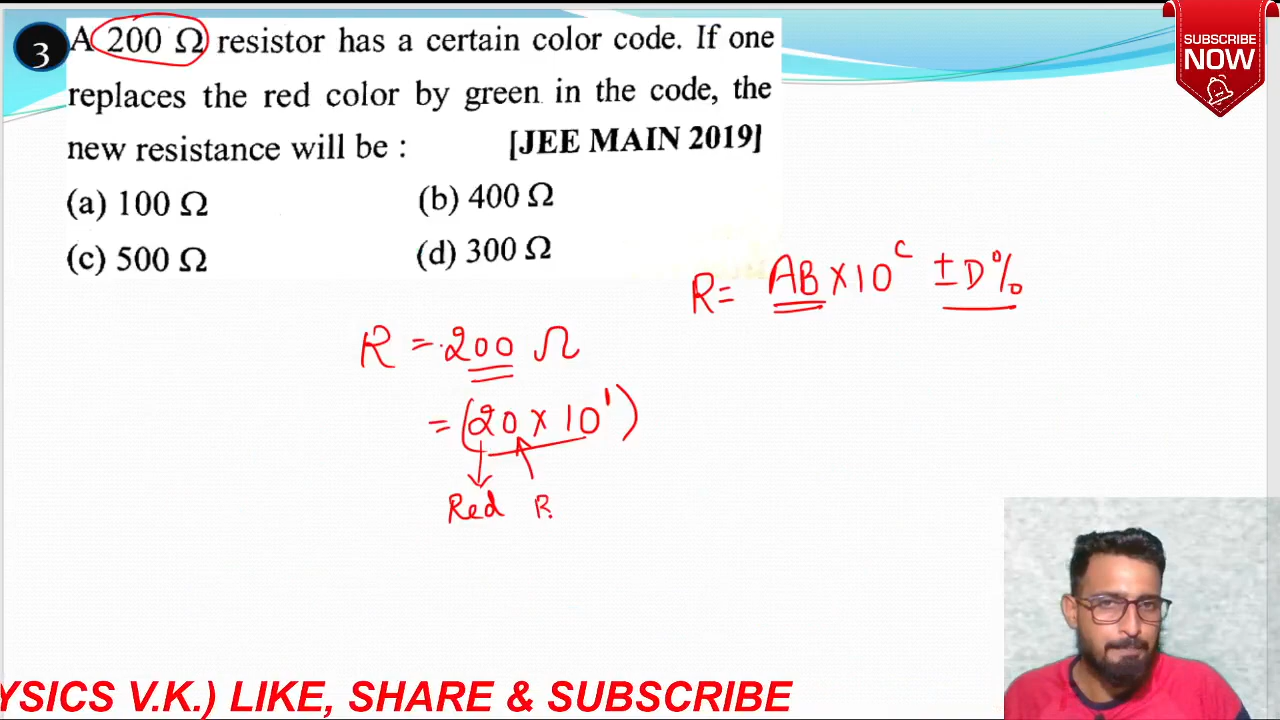 SUBSCRIBE
NOW
3 A 200 Ω resistor has a certain color code. If one
replaces the red color by green in the code, the
new resistance will be : [JEE MAIN 2019]
(a) 100 Ω (b) 400 Ω
(c) 500 Ω (d) 300 Ω
R= AB×10^C ±D%
R = 200 Ω
= (20 × 10^1)
Red B
YSICS V.K.) LIKE, SHARE & SUBSCRIBE